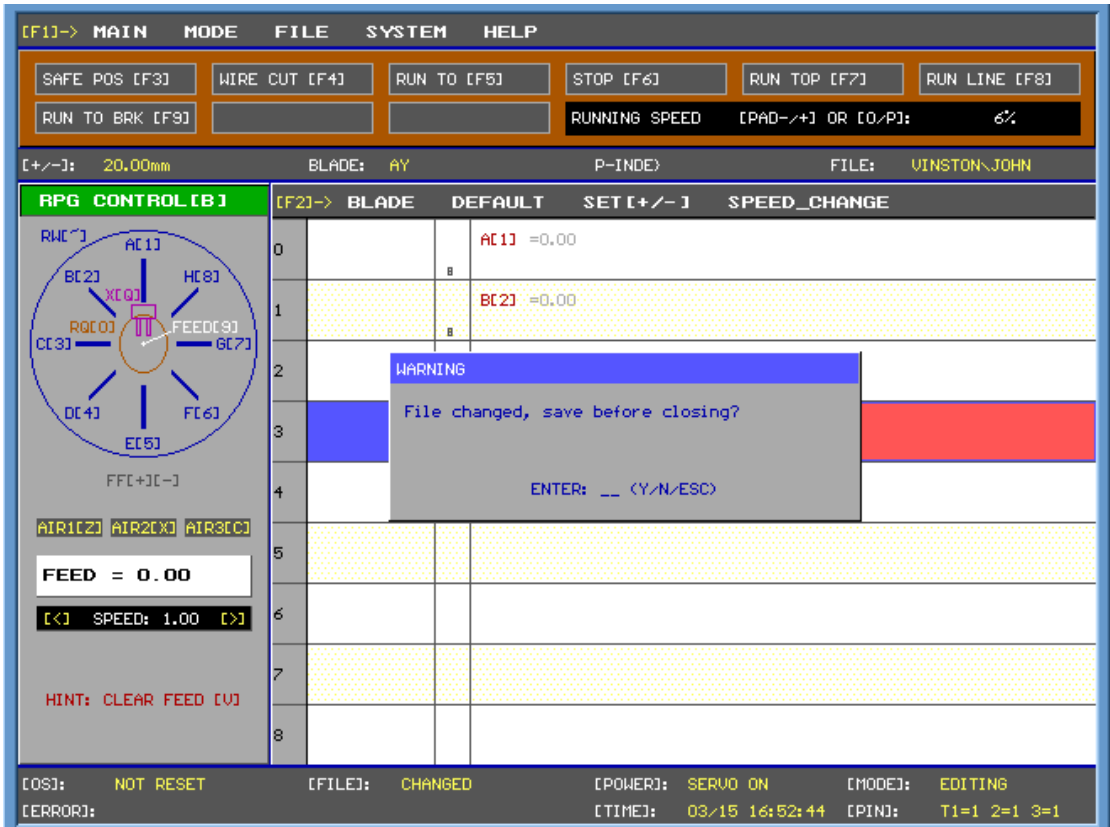 [F1]-> MAIN MODE FILE SYSTEM HELP
SAFE POS [F3] WIRE CUT [F4] RUN TO [F5] STOP [F6] RUN TOP [F7] RUN LINE [F8]
RUN TO BRK [F9] RUNNING SPEED [PAD-/+] OR [O/P]: 6%
[+/-]: 20.00mm BLADE: AY P-INDE) FILE: VINSTON\JOHN
RPG CONTROL[B]
[F2]-> BLADE DEFAULT SET[+/-] SPEED_CHANGE
RW[~]
A[1]
B[2] H[8]
X[Q]
RQ[0] FEED[9]
C[3] G[7]
D[4] F[6]
E[5]
FF[+][-]
AIR1[Z] AIR2[X] AIR3[C]
FEED = 0.00
[<] SPEED: 1.00 [>]
HINT: CLEAR FEED [V]
0 A[1] =0.00
B
1 B[2] =0.00
B
2
3
4
5
6
7
8
WARNING
File changed, save before closing?
ENTER: __ (Y/N/ESC)
[OS]: NOT RESET [FILE]: CHANGED [POWER]: SERVO ON [MODE]: EDITING
[ERROR]: [TIME]: 03/15 16:52:44 [PIN]: T1=1 2=1 3=1